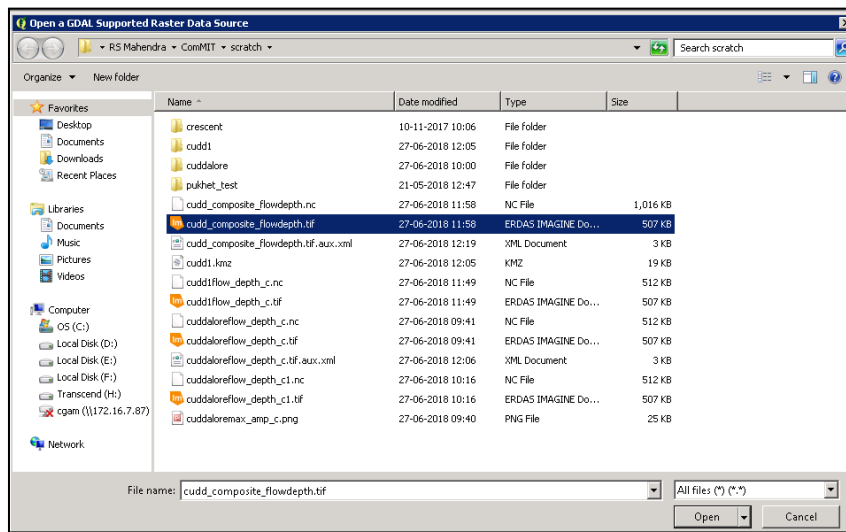 Open a GDAL Supported Raster Data Source
RS Mahendra ComMIT scratch
Search scratch
Organize New folder
Favorites
Desktop
Documents
Downloads
Recent Places
Libraries
Documents
Music
Pictures
Videos
Computer
OS (C:)
Local Disk (D:)
Local Disk (E:)
Local Disk (F:)
Transcend (H:)
cgam (\\172.16.7.87)
Network
Name Date modified Type Size
crescent 10-11-2017 10:06 File folder
cudd1 27-06-2018 12:05 File folder
cuddalore 27-06-2018 10:00 File folder
pukhet_test 21-05-2018 12:47 File folder
cudd_composite_flowdepth.nc 27-06-2018 11:58 NC File 1,016 KB
cudd_composite_flowdepth.tif 27-06-2018 11:58 ERDAS IMAGINE Do... 507 KB
cudd_composite_flowdepth.tif.aux.xml 27-06-2018 12:19 XML Document 3 KB
cudd1.kmz 27-06-2018 12:05 KMZ 19 KB
cudd1flow_depth_c.nc 27-06-2018 11:49 NC File 512 KB
cudd1flow_depth_c.tif 27-06-2018 11:49 ERDAS IMAGINE Do... 507 KB
cuddaloreflow_depth_c.nc 27-06-2018 09:41 NC File 512 KB
cuddaloreflow_depth_c.tif 27-06-2018 09:41 ERDAS IMAGINE Do... 507 KB
cuddaloreflow_depth_c.tif.aux.xml 27-06-2018 12:06 XML Document 3 KB
cuddaloreflow_depth_c1.nc 27-06-2018 10:16 NC File 512 KB
cuddaloreflow_depth_c1.tif 27-06-2018 10:16 ERDAS IMAGINE Do... 507 KB
cuddaloremax_amp_c.png 27-06-2018 09:40 PNG File 25 KB
File name: cudd_composite_flowdepth.tif All files (*) (*.*)
Open Cancel